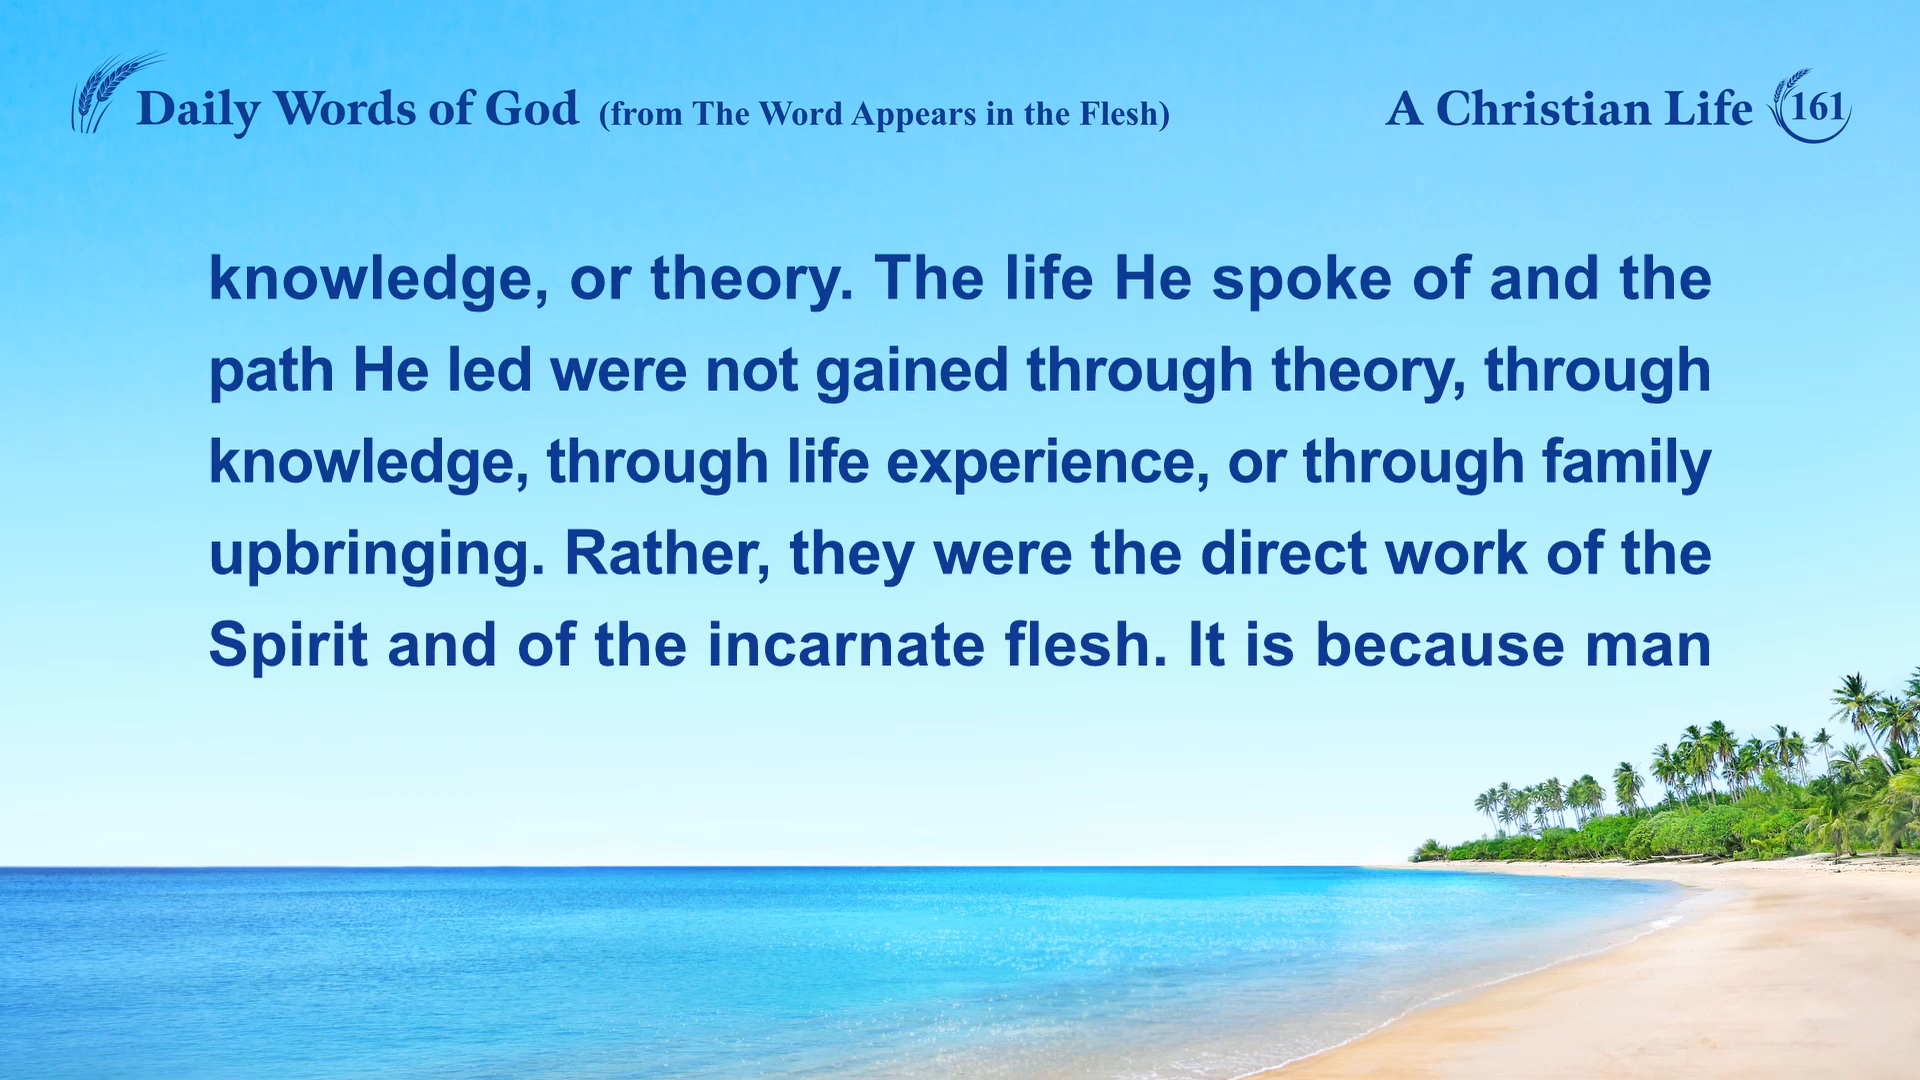 Daily Words of God (from The Word Appears in the Flesh)
A Christian Life 161
knowledge, or theory. The life He spoke of and the
path He led were not gained through theory, through
knowledge, through life experience, or through family
upbringing. Rather, they were the direct work of the
Spirit and of the incarnate flesh. It is because man